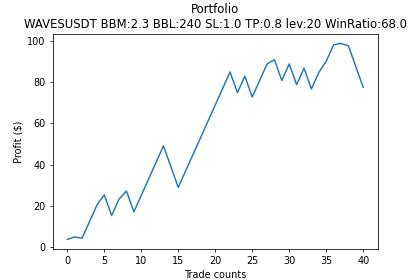 Portfolio
WAVESUSDT BBM:2.3 BBL:240 SL:1.0 TP:0.8 lev:20 WinRatio:68.0
100
80
60
40
20
0
Profit ($)
0 5 10 15 20 25 30 35 40
Trade counts